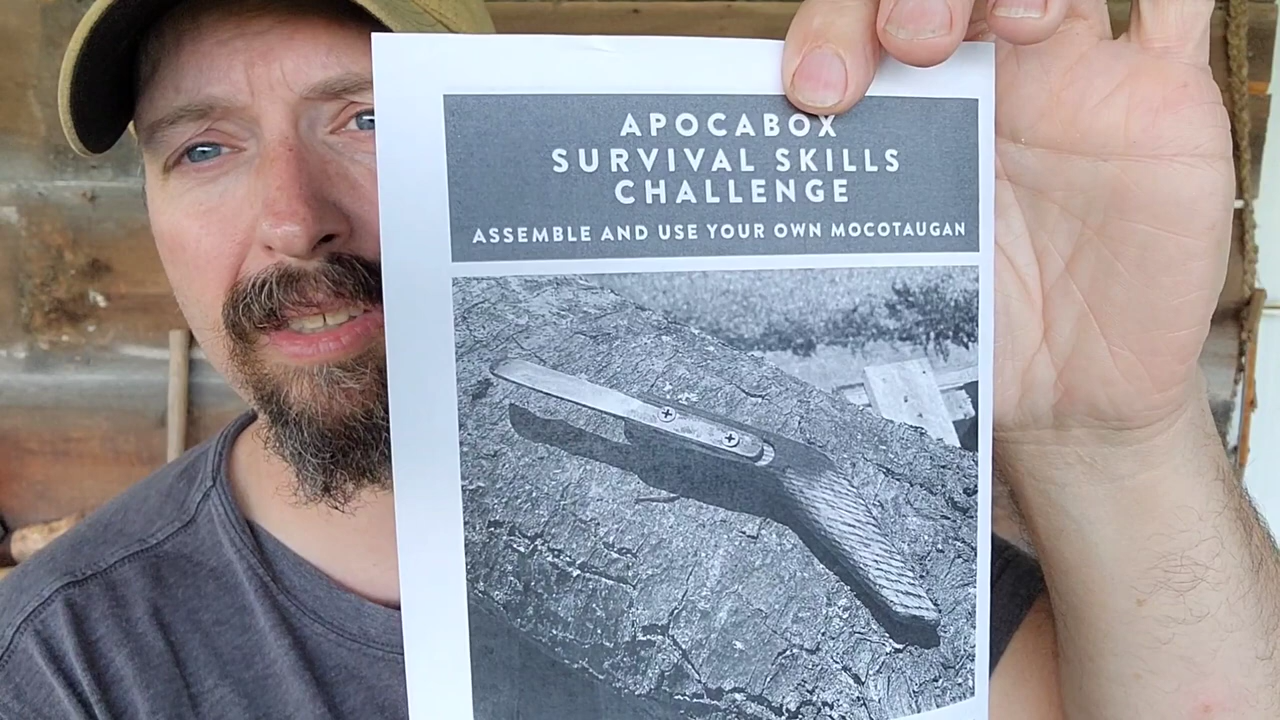 APOCABOX
SURVIVAL SKILLS
CHALLENGE
ASSEMBLE AND USE YOUR OWN MOCOTAUGAN